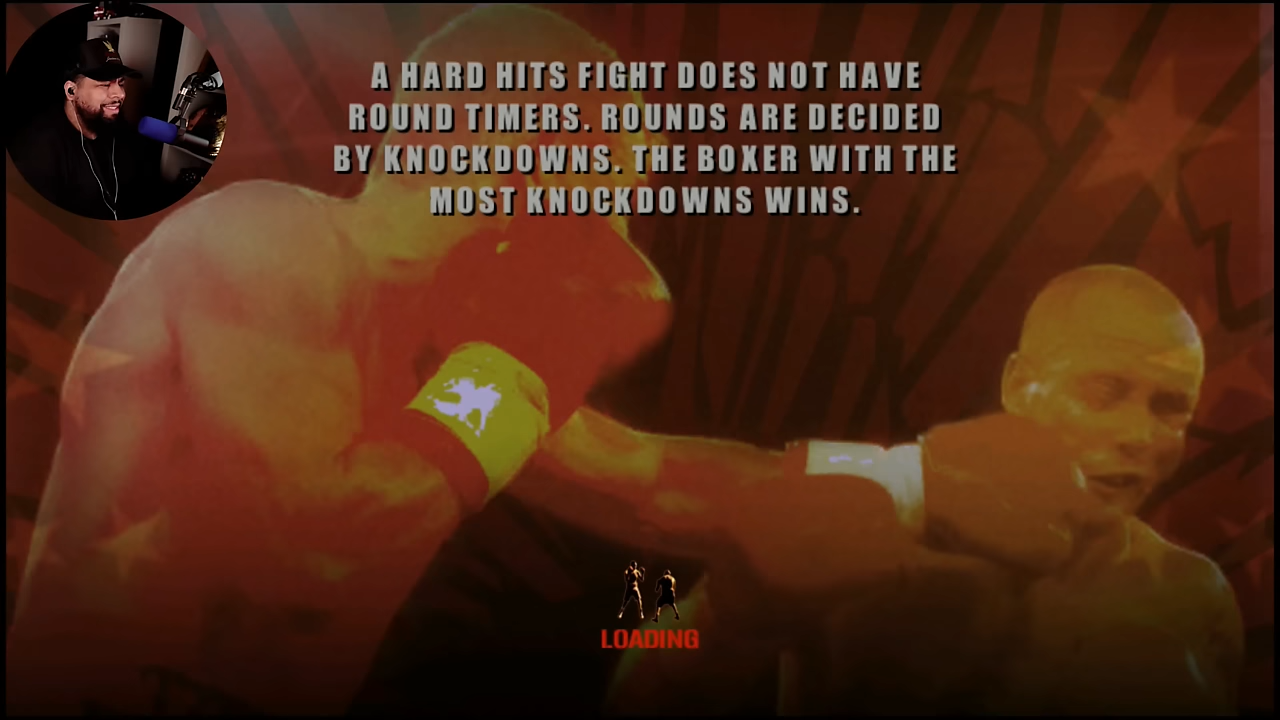 A HARD HITS FIGHT DOES NOT HAVE
ROUND TIMERS. ROUNDS ARE DECIDED
BY KNOCKDOWNS. THE BOXER WITH THE
MOST KNOCKDOWNS WINS.
LOADING